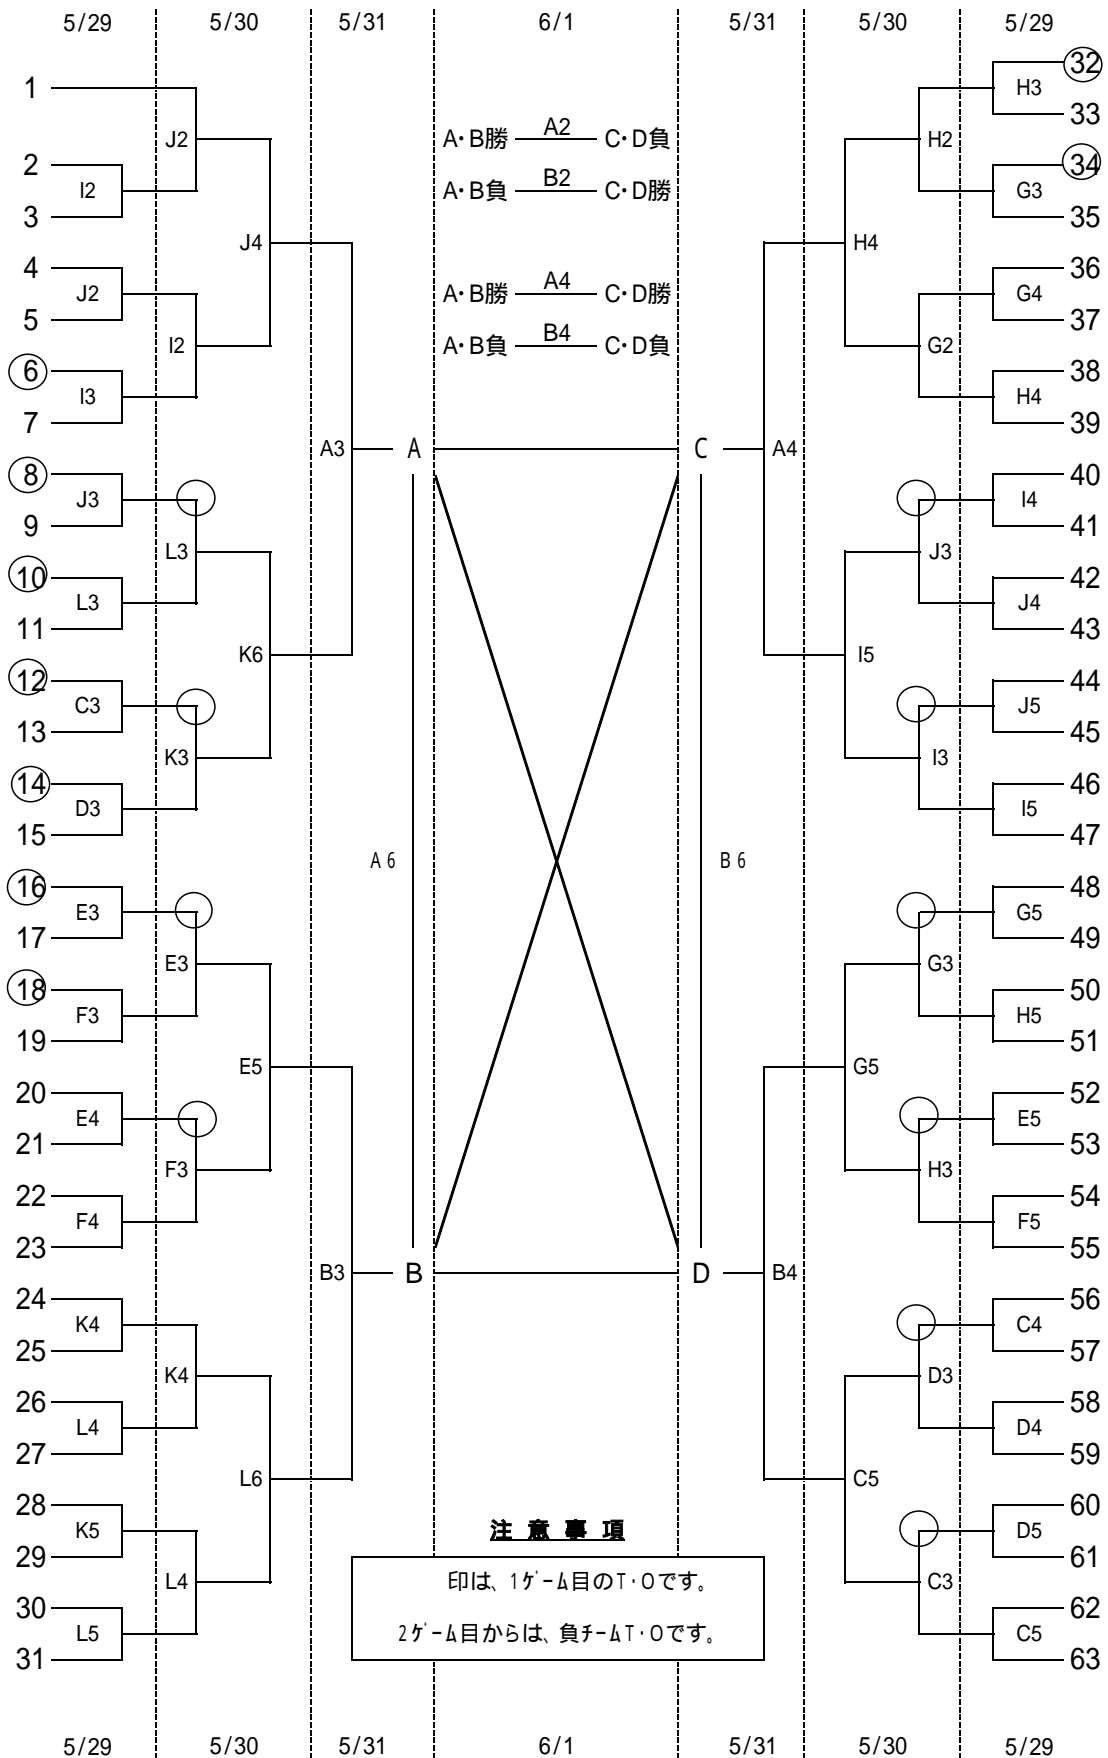 5/29 5/30 5/31 6/1 5/31 5/30 5/29
32
1 H3
33
A・B勝 A2 C・D負
J2 H2
2 34
I2 A・B負 B2 C・D勝 G3
3 35
J4 H4
4 36
J2 A・B勝 A4 C・D勝 G4
5 37
I2 A・B負 B4 C・D負 G2
6 38
I3 H4
7 39
A3 A C A4
8 40
J3 I4
9 41
L3 J3
10 42
L3 J4
11 43
K6 I5
12 44
C3 J5
13 45
K3 I3
14 46
D3 I5
15 47
A6 B6
16 48
E3 G5
17 49
E3 G3
18 50
F3 H5
19 51
E5 G5
20 52
E4 E5
21 53
F3 H3
22 54
F4 F5
23 55
B3 B D B4
24 56
K4 C4
25 57
K4 D3
26 58
L4 D4
27 59
L6 C5
28 60
K5 注意事項 D5
29 61
L4 印は、1ｹﾞｰﾑ目のT・Oです。 C3
30 62
L5 2ｹﾞｰﾑ目からは、負ﾁｰﾑT・Oです。 C5
31 63
5/29 5/30 5/31 6/1 5/31 5/30 5/29